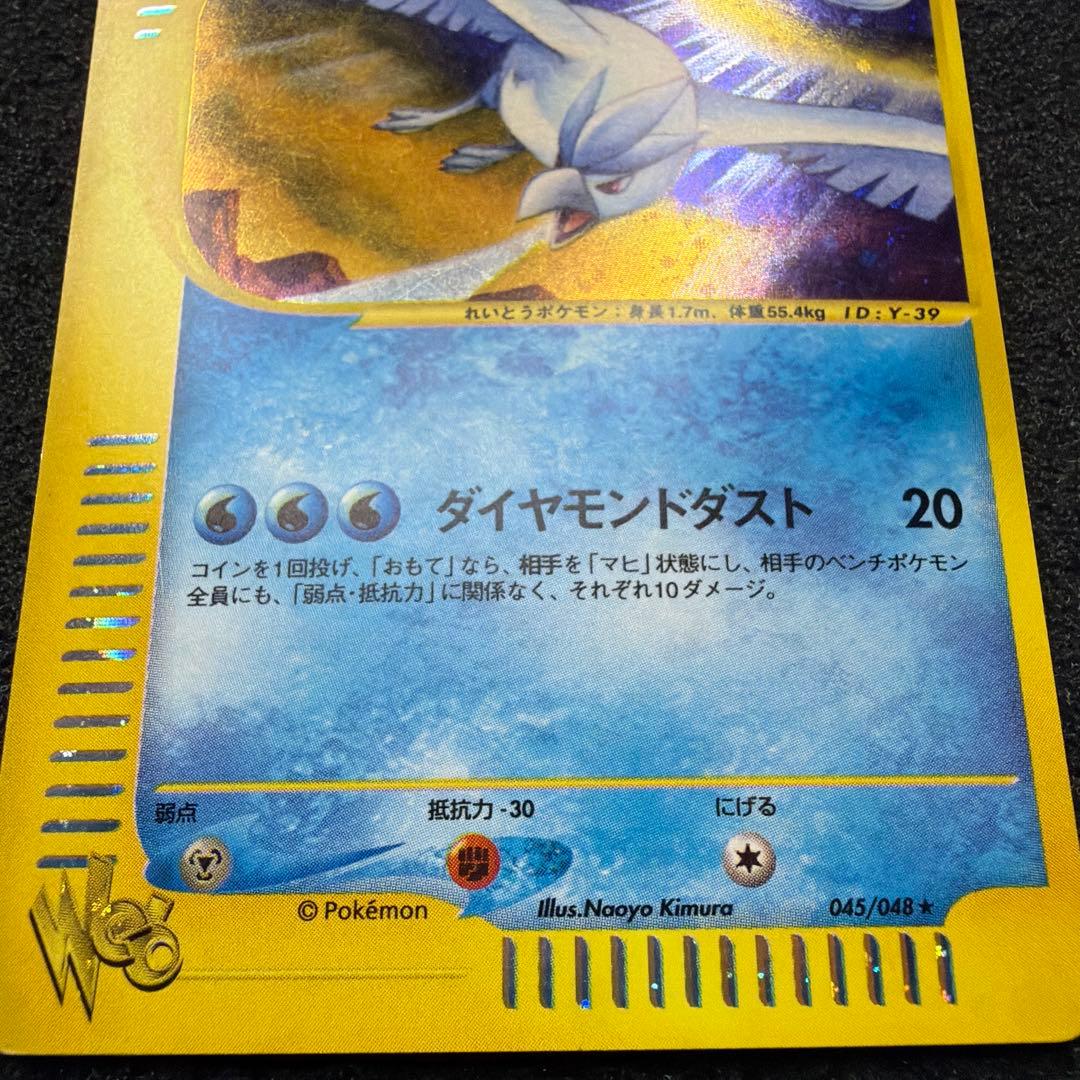 れいとうポケモン：身長1.7m、体重55.4kg ID:Y-39
ダイヤモンドダスト 20
コインを1回投げ、「おもて」なら、相手を「マヒ」状態にし、相手のベンチポケモン
全員にも、「弱点・抵抗力」に関係なく、それぞれ10ダメージ。
弱点 抵抗力-30 にげる
©Pokémon Illus.Naoyo Kimura 045/048★
Web